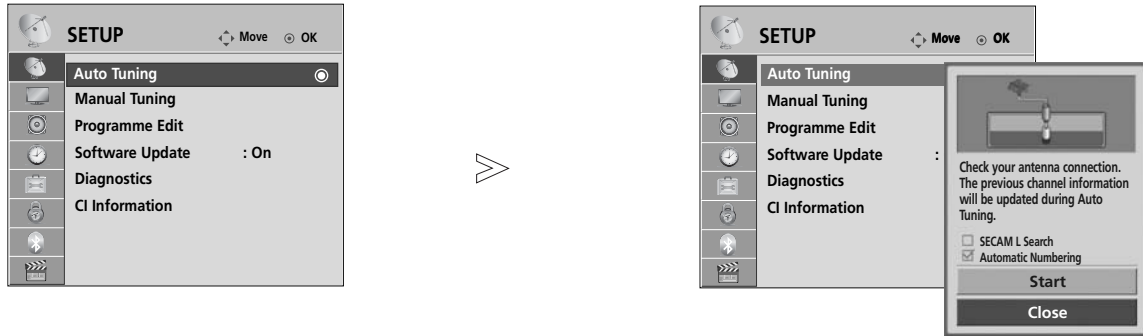 SETUP Move OK
Auto Tuning
Manual Tuning
Programme Edit
Software Update : On
Diagnostics
CI Information
SETUP Move OK
Auto Tuning
Manual Tuning
Programme Edit
Software Update :
Diagnostics
CI Information
Check your antenna connection.
The previous channel information
will be updated during Auto
Tuning.
SECAM L Search
Automatic Numbering
Start
Close